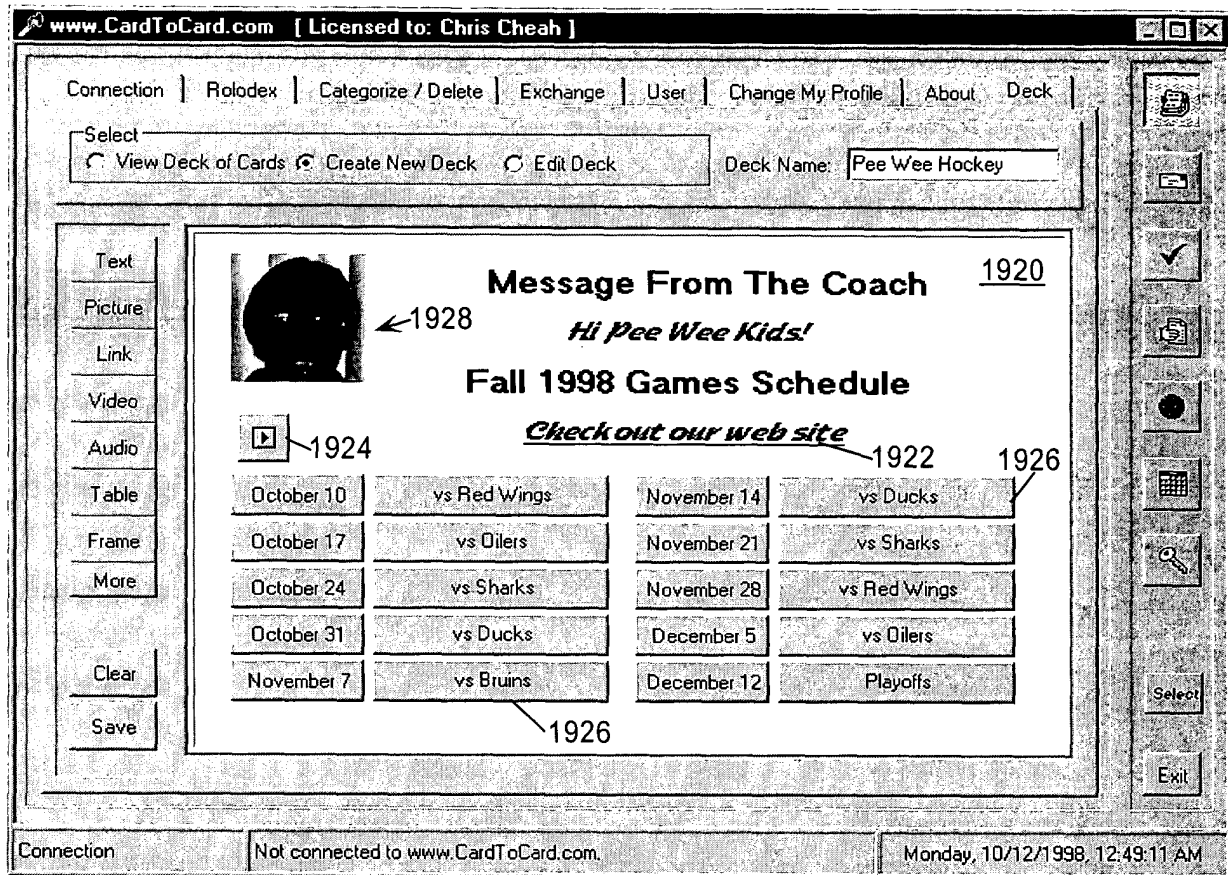 www.CardToCard.com [ Licensed to: Chris Cheah ]
Connection Rolodex Categorize / Delete Exchange User Change My Profile About Deck
Select
View Deck of Cards Create New Deck Edit Deck Deck Name: Pee Wee Hockey
Text
Picture
Link
Video
Audio
Table
Frame
More
Clear
Save
Message From The Coach 1920
1928
Hi Pee Wee Kids!
Fall 1998 Games Schedule
Check out our web site
1924
1922
1926
October 10 vs Red Wings November 14 vs Ducks
October 17 vs Oilers November 21 vs Sharks
October 24 vs Sharks November 28 vs Red Wings
October 31 vs Ducks December 5 vs Oilers
November 7 vs Bruins December 12 Playoffs
1926
Select
Exit
Connection Not connected to www.CardToCard.com. Monday, 10/12/1998, 12:49:11 AM